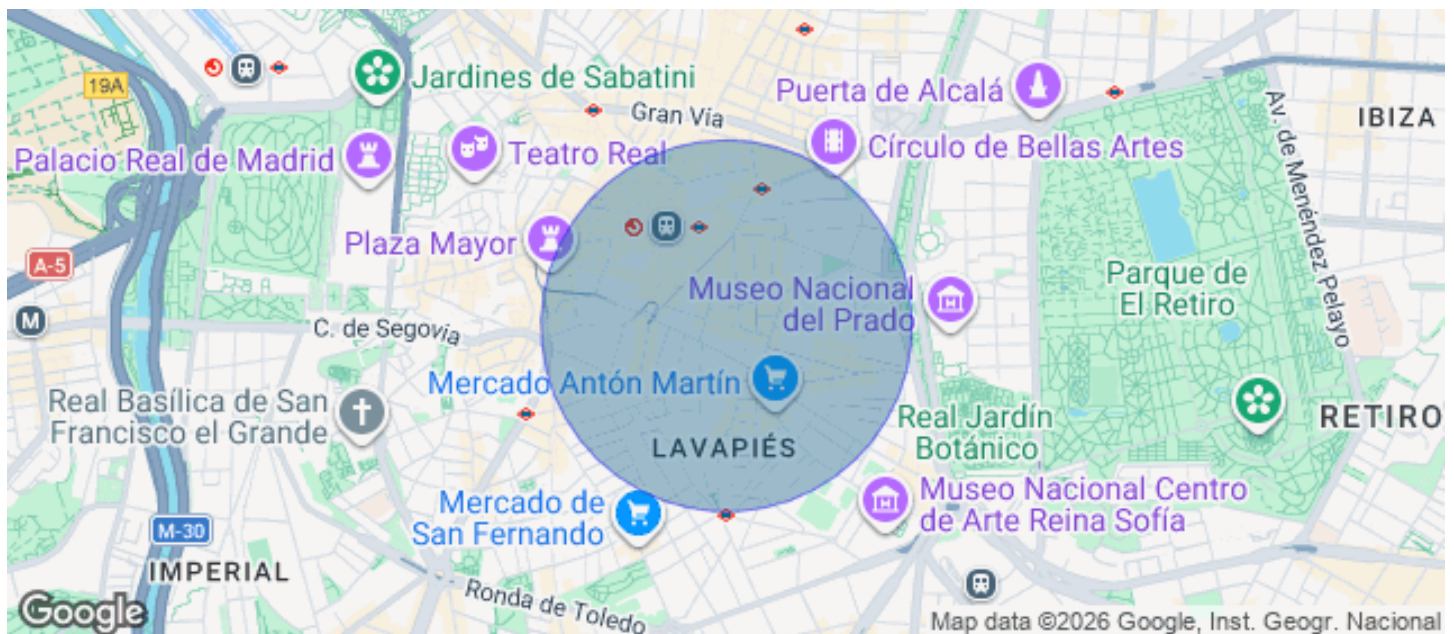 19A
Jardines de Sabatini
Gran Vía
Puerta de Alcalá
Av. de Menéndez Pelayo
IBIZA
Palacio Real de Madrid
Teatro Real
Círculo de Bellas Artes
Plaza Mayor
A-5
Museo Nacional
del Prado
Parque de
El Retiro
M
C. de Segovia
Mercado Antón Martín
Real Basílica de San
Francisco el Grande
LAVAPIÉS
Real Jardín
Botánico
RETIRO
Mercado de
San Fernando
Museo Nacional Centro
de Arte Reina Sofía
M-30
IMPERIAL
Ronda de Toledo
Google
Map data ©2026 Google, Inst. Geogr. Nacional